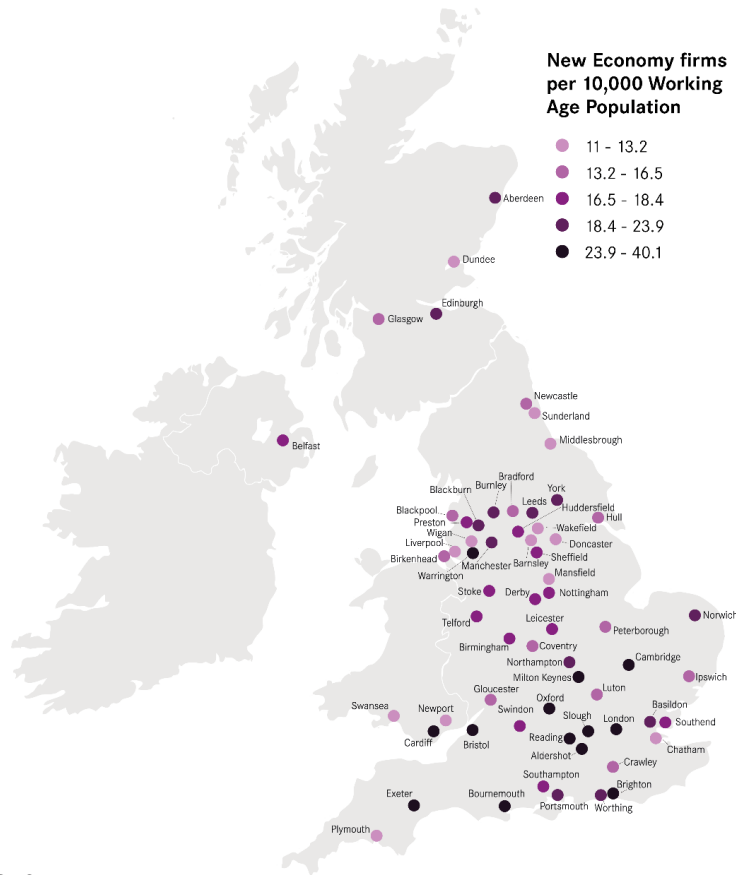 New Economy firms
per 10,000 Working
Age Population
11 - 13.2
13.2 - 16.5
16.5 - 18.4
18.4 - 23.9
23.9 - 40.1
Aberdeen
Dundee
Edinburgh
Glasgow
Newcastle
Sunderland
Middlesbrough
Belfast
Bradford
Burnley
Blackburn
York
Leeds
Huddersfield
Blackpool
Hull
Preston
Wakefield
Wigan
Liverpool
Doncaster
Birkenhead
Manchester
Barnsley
Sheffield
Warrington
Mansfield
Stoke
Derby
Nottingham
Norwich
Telford
Leicester
Peterborough
Birmingham
Coventry
Northampton
Cambridge
Milton Keynes
Ipswich
Gloucester
Luton
Oxford
Basildon
Swansea
Newport
Swindon
Slough
London
Southend
Cardiff
Bristol
Reading
Chatham
Aldershot
Crawley
Southampton
Brighton
Exeter
Bournemouth
Portsmouth
Worthing
Plymouth